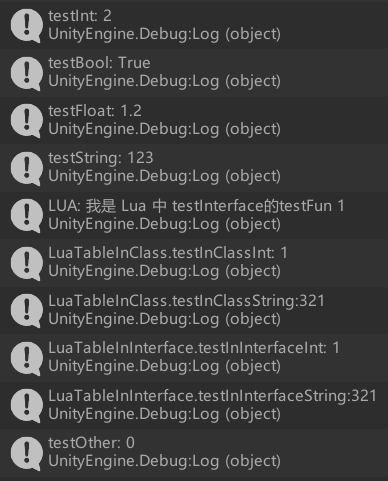 testInt: 2
UnityEngine.Debug:Log (object)
testBool: True
UnityEngine.Debug:Log (object)
testFloat: 1.2
UnityEngine.Debug:Log (object)
testString: 123
UnityEngine.Debug:Log (object)
LUA: 我是 Lua 中 testInterface的testFun 1
UnityEngine.Debug:Log (object)
LuaTableInClass.testInClassInt: 1
UnityEngine.Debug:Log (object)
LuaTableInClass.testInClassString:321
UnityEngine.Debug:Log (object)
LuaTableInInterface.testInInterfaceInt: 1
UnityEngine.Debug:Log (object)
LuaTableInInterface.testInInterfaceString:321
UnityEngine.Debug:Log (object)
testOther: 0
UnityEngine.Debug:Log (object)